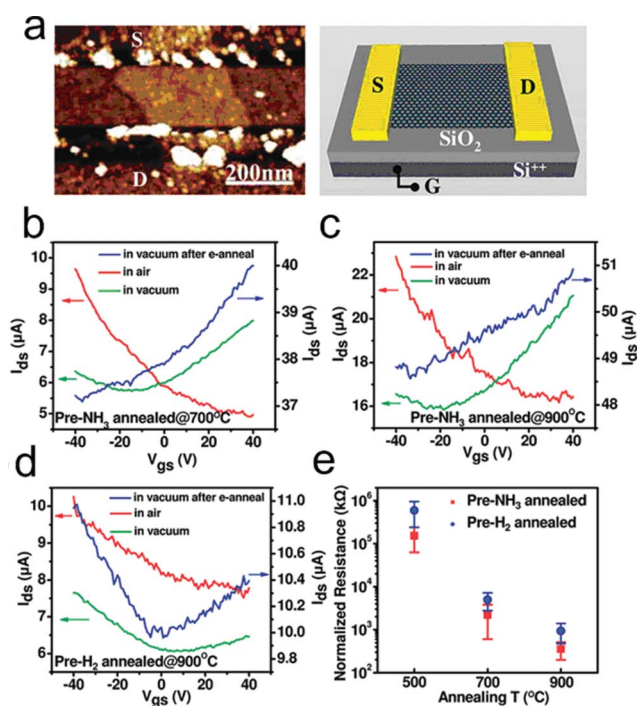 a
S
D
200nm
S
D
SiO2
Si++
G
b
in vacuum after e-anneal
in air
in vacuum
Ids (μA)
10
9
8
7
6
5
Ids (μA)
40
39
38
37
Pre-NH3 annealed@700°C
-40 -20 0 20 40
Vgs (V)
c
in vacuum after e-anneal
in air
in vacuum
Ids (μA)
22
20
18
16
Ids (μA)
51
50
49
48
Pre-NH3 annealed@900°C
-40 -20 0 20 40
Vgs (V)
d
in vacuum after e-anneal
in air
in vacuum
Ids (μA)
10
9
8
7
6
Ids (μA)
11.0
10.8
10.6
10.4
10.2
10.0
9.8
Pre-H2 annealed@900°C
-40 -20 0 20 40
Vgs (V)
e
Pre-NH3 annealed
Pre-H2 annealed
Normalized Resistance (kΩ)
10^6
10^5
10^4
10^3
10^2
500 700 900
Annealing T (°C)